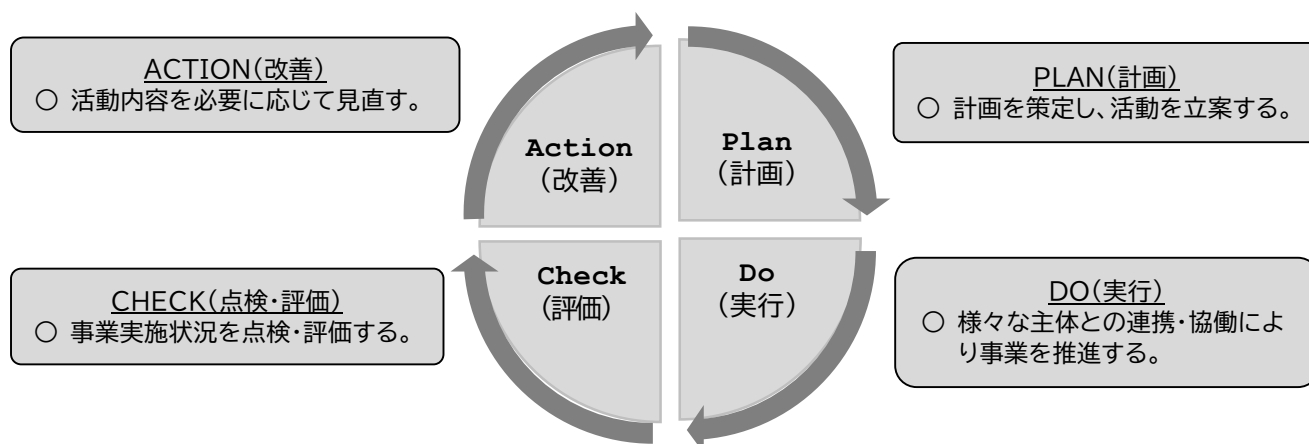 ACTION(改善)
○ 活動内容を必要に応じて見直す。
PLAN(計画)
○ 計画を策定し、活動を立案する。
Action
(改善)
Plan
(計画)
Check
(評価)
Do
(実行)
CHECK(点検・評価)
○ 事業実施状況を点検・評価する。
DO(実行)
○ 様々な主体との連携・協働によ
り事業を推進する。